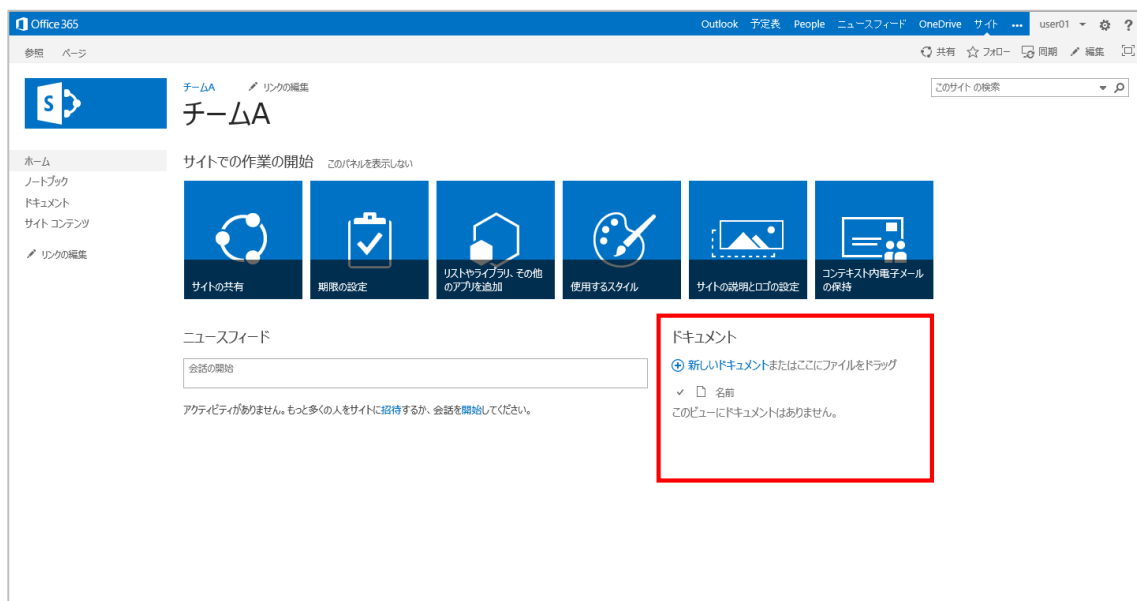 Office 365
Outlook 予定表 People ニュースフィード OneDrive サイト ... user01 ?
参照 ページ
共有 フォロー 同期 編集
チームA リンクの編集
このサイト の検索
S
チームA
ホーム
ノートブック
ドキュメント
サイト コンテンツ
リンクの編集
サイトでの作業の開始 このパネルを表示しない
サイトの共有
期限の設定
リストやライブラリ、その他
のアプリを追加
使用するスタイル
サイトの説明とロゴの設定
コンテキスト内電子メール
の保持
ニュースフィード
会話の開始
アクティビティがありません。もっと多くの人をサイトに招待するか、会話を開始してください。
ドキュメント
新しいドキュメントまたはここにファイルをドラッグ
名前
このビューにドキュメントはありません。